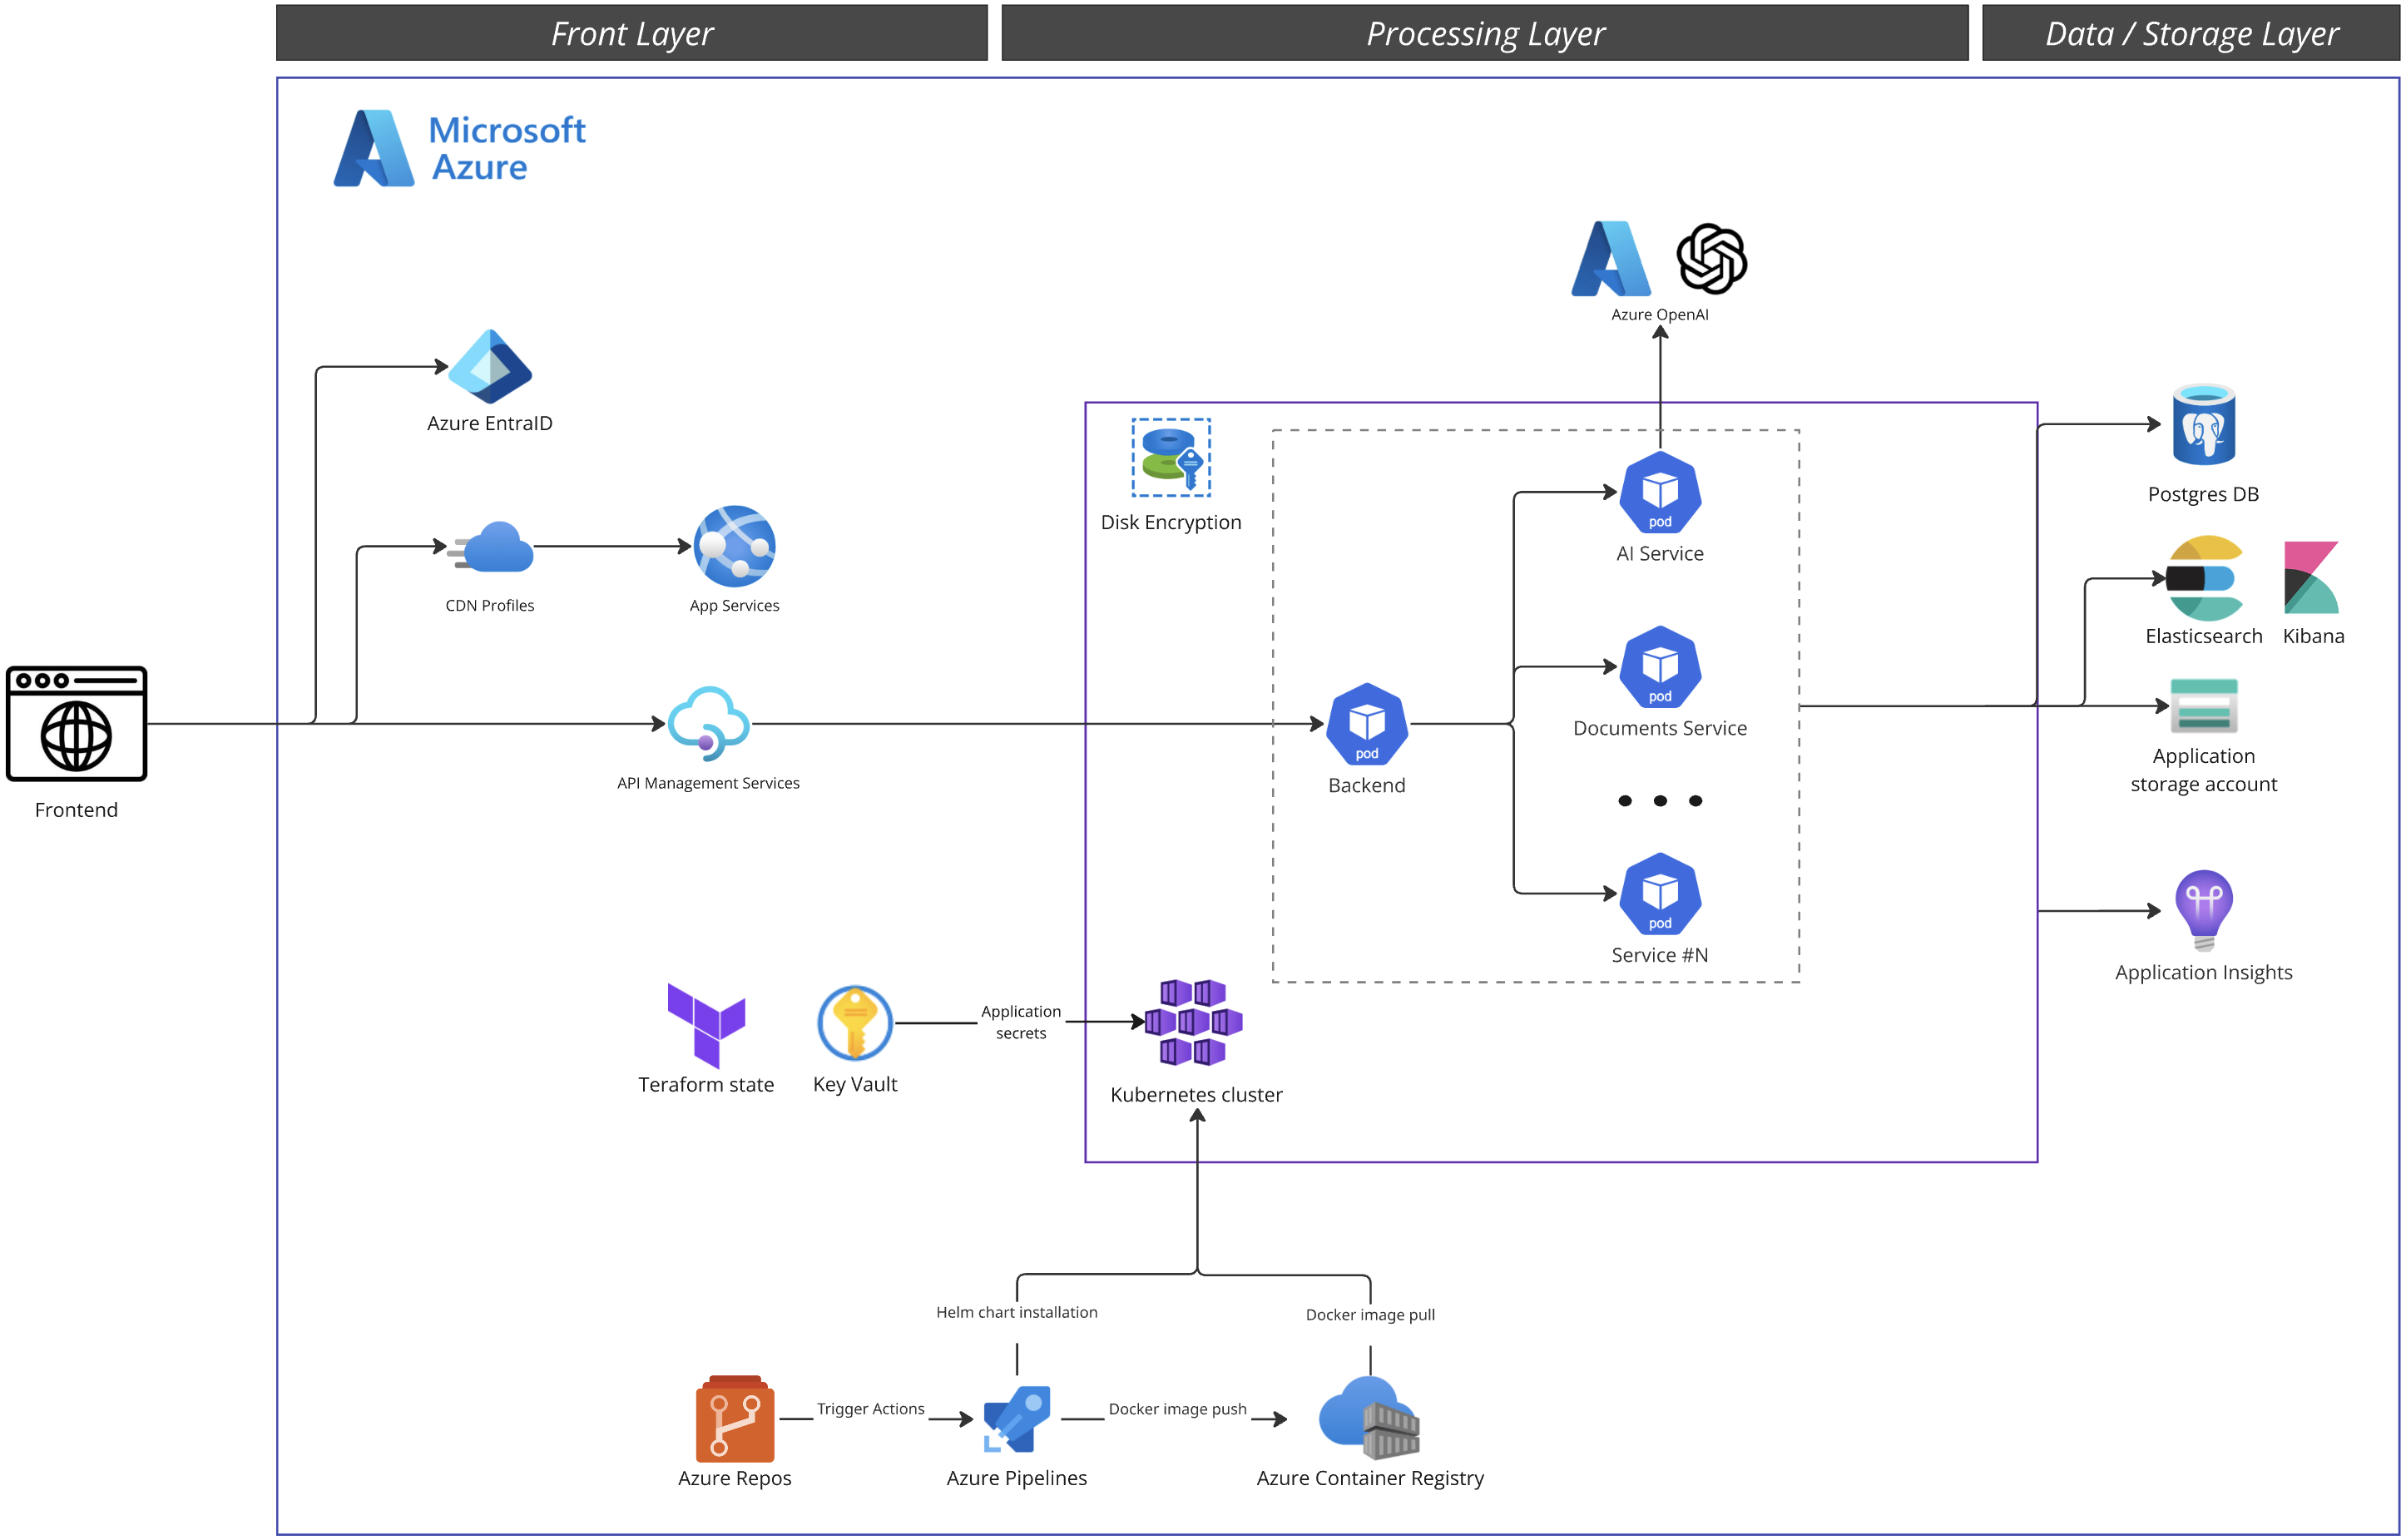 Front Layer
Processing Layer
Data / Storage Layer
Microsoft
Azure
Azure OpenAI
Azure EntraID
Postgres DB
Disk Encryption
pod
AI Service
CDN Profiles
App Services
Elasticsearch
Kibana
pod
Documents Service
pod
Backend
API Management Services
Frontend
Application
storage account
pod
Service #N
Application Insights
Application
secrets
Teraform state
Key Vault
Kubernetes cluster
Helm chart installation
Docker image pull
Trigger Actions
Docker image push
Azure Repos
Azure Pipelines
Azure Container Registry